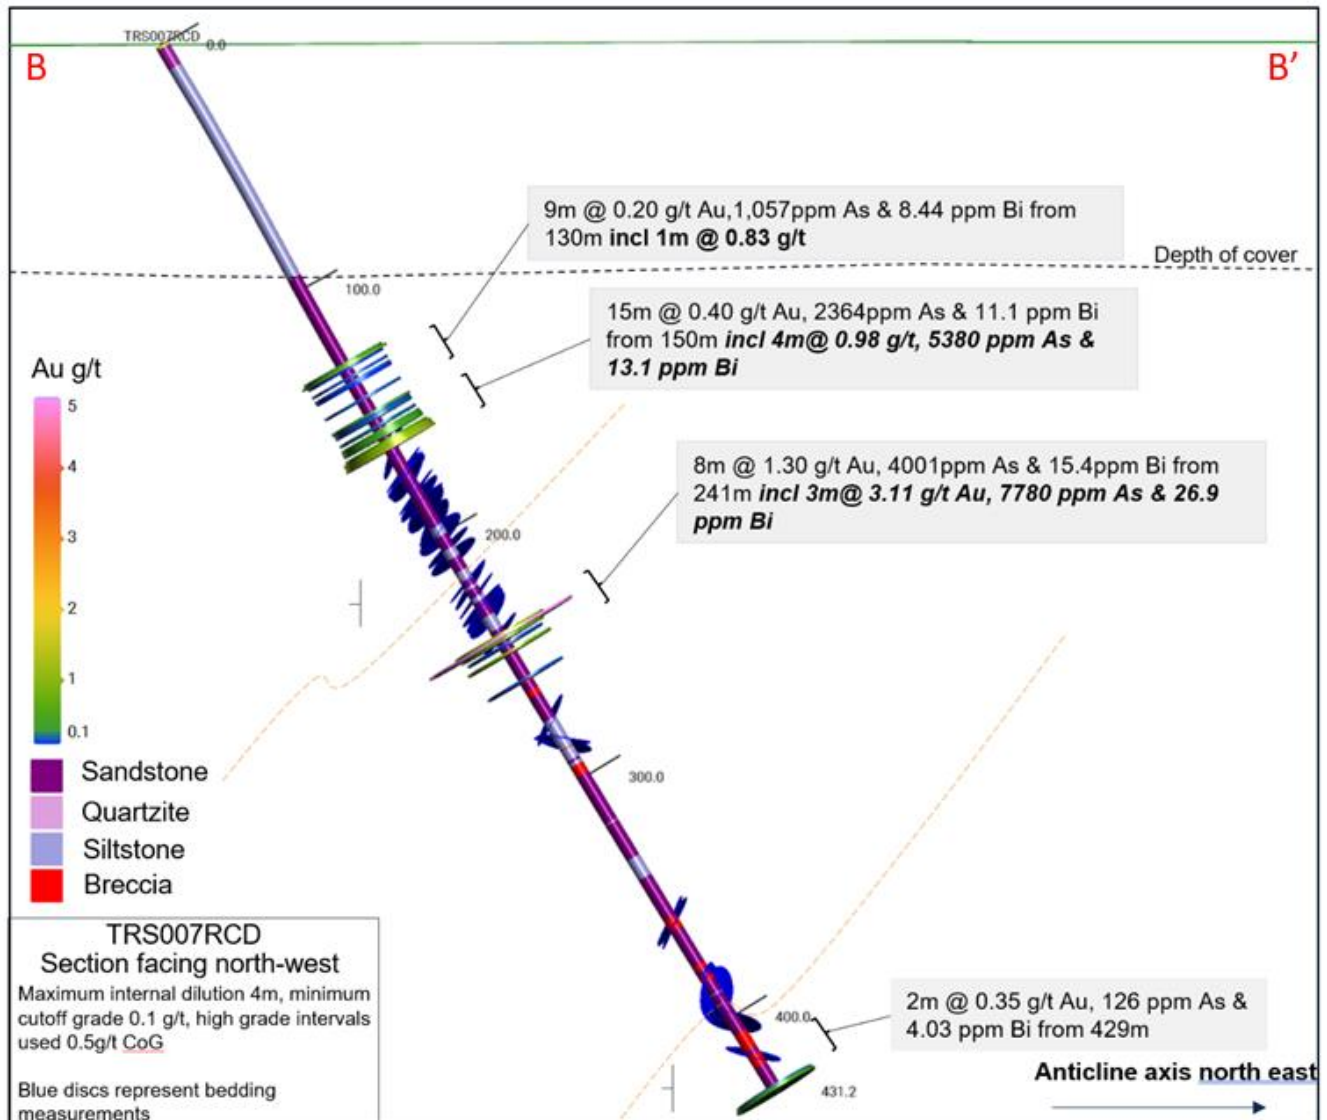 TRS007RCD
0.0
B
B’
9m @ 0.20 g/t Au,1,057ppm As & 8.44 ppm Bi from
130m incl 1m @ 0.83 g/t
Depth of cover
100.0
15m @ 0.40 g/t Au, 2364ppm As & 11.1 ppm Bi
from 150m incl 4m@ 0.98 g/t, 5380 ppm As &
13.1 ppm Bi
Au g/t
5
4
3
2
1
0.1
8m @ 1.30 g/t Au, 4001ppm As & 15.4ppm Bi from
241m incl 3m@ 3.11 g/t Au, 7780 ppm As & 26.9
ppm Bi
200.0
300.0
Sandstone
Quartzite
Siltstone
Breccia
TRS007RCD
Section facing north-west
Maximum internal dilution 4m, minimum
cutoff grade 0.1 g/t, high grade intervals
used 0.5g/t CoG
Blue discs represent bedding
measurements
400.0
2m @ 0.35 g/t Au, 126 ppm As &
4.03 ppm Bi from 429m
431.2
Anticline axis north east